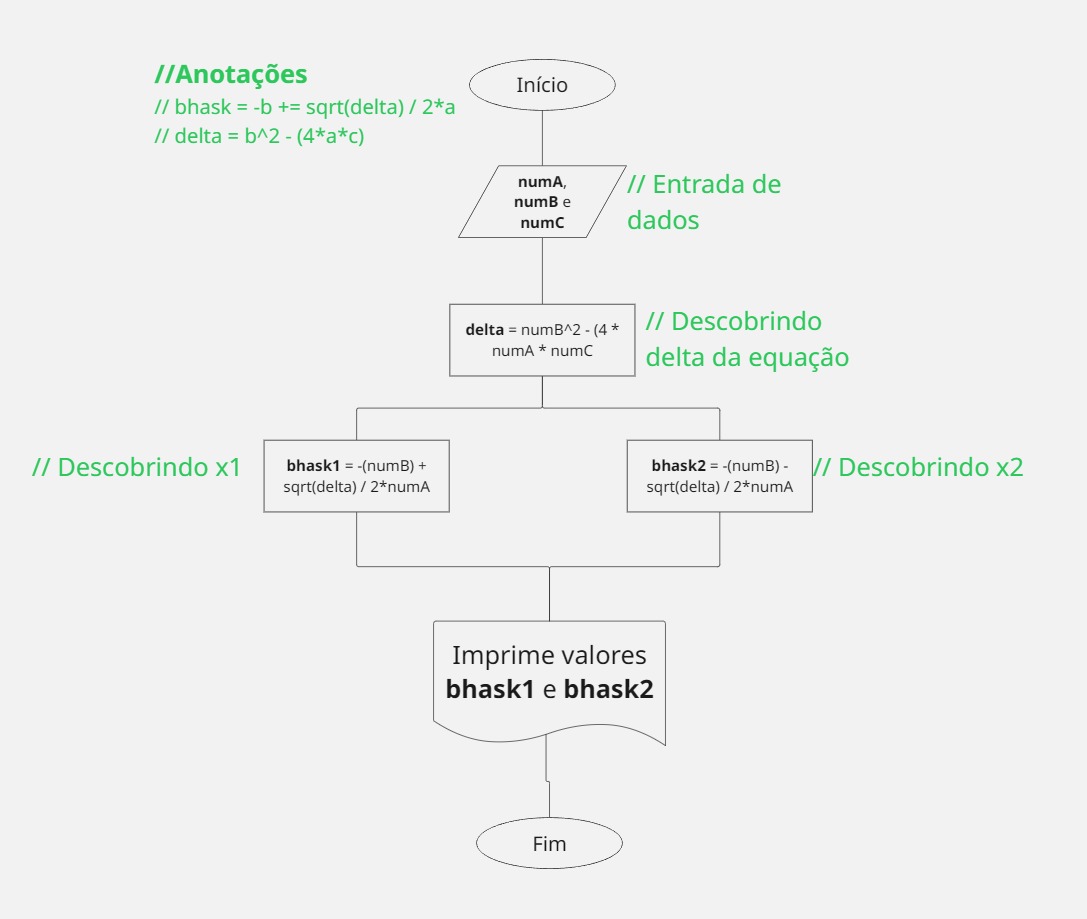 //Anotações
// bhask = -b += sqrt(delta) / 2*a
// delta = b^2 - (4*a*c)
Início
numA,
numB e
numC
// Entrada de
dados
delta = numB^2 - (4 *
numA * numC
// Descobrindo
delta da equação
// Descobrindo x1
bhask1 = -(numB) +
sqrt(delta) / 2*numA
bhask2 = -(numB) -
sqrt(delta) / 2*numA
// Descobrindo x2
Imprime valores
bhask1 e bhask2
Fim